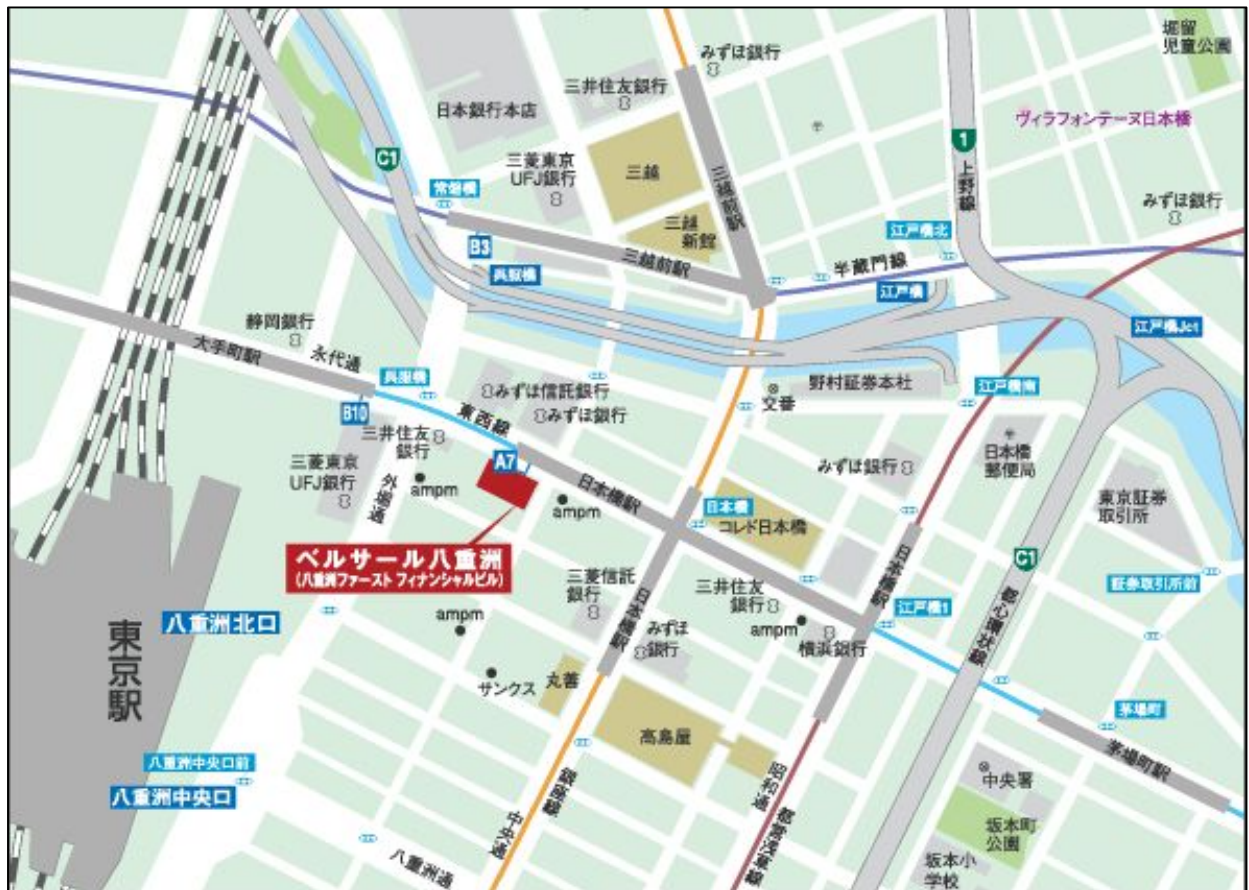 堀留
児童公園
みずほ銀行
三井住友銀行
日本銀行本店
ヴィラフォンテーヌ日本橋
1
上野線
C1
三菱東京
UFJ銀行
三越
三越前駅
常盤橋
みずほ銀行
三越
新館
江戸橋北
B3
三越前駅
半蔵門線
呉服橋
江戸橋
江戸橋Jct
静岡銀行
大手町駅
永代通
呉服橋
みずほ信託銀行
野村証券本社
江戸橋南
交番
B10
東西線
みずほ銀行
三井住友
銀行
日本橋
郵便局
三菱東京
UFJ銀行
A7
みずほ銀行
外堀通
ampm
日本橋駅
ampm
日本橋
コレド日本橋
東京証券
取引所
ベルサール八重洲
(八重洲ファースト フィナンシャルビル)
C1
三菱信託
銀行
日本橋駅
三井住友
銀行
日本橋駅
証券取引所前
都心環状線
江戸橋1
八重洲北口
ampm
みずほ
銀行
ampm
横浜銀行
東京駅
サンクス
丸善
茅場町
高島屋
茅場町駅
八重洲中央口前
八重洲中央口
銀座線
昭和通
中央署
中央通
都営浅草線
坂本町
公園
八重洲通
坂本小
学校